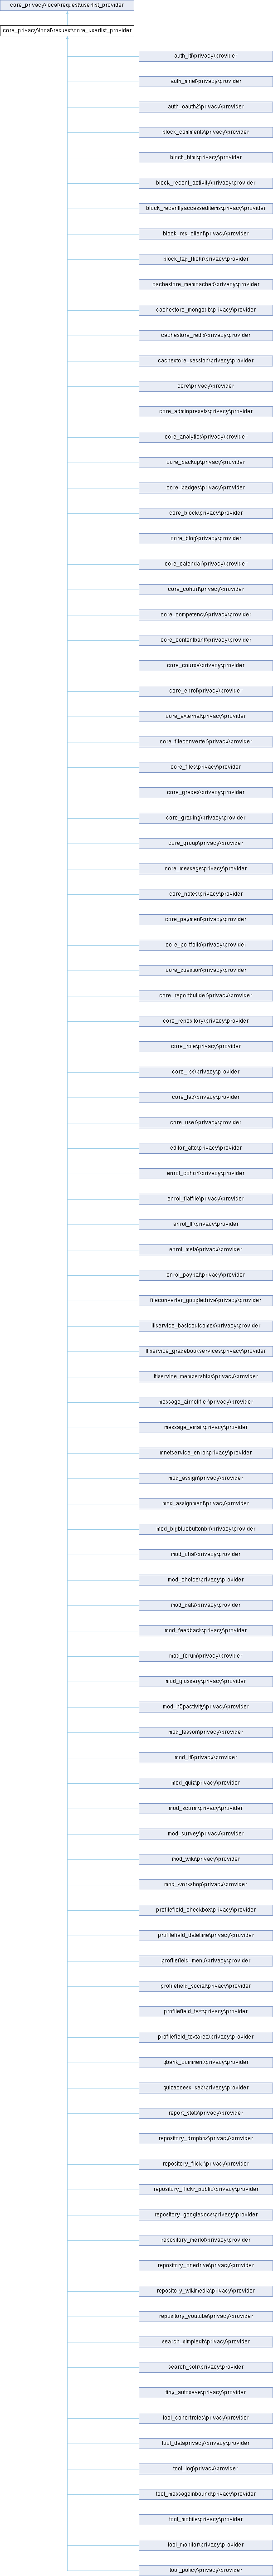 core_privacy\local\request\userlist_provider
core_privacy\local\request\core_userlist_provider
auth_lti\privacy\provider
auth_mnet\privacy\provider
auth_oauth2\privacy\provider
block_comments\privacy\provider
block_html\privacy\provider
block_recent_activity\privacy\provider
block_recentlyaccesseditems\privacy\provider
block_rss_client\privacy\provider
block_tag_flickr\privacy\provider
cachestore_memcached\privacy\provider
cachestore_mongodb\privacy\provider
cachestore_redis\privacy\provider
cachestore_session\privacy\provider
core\privacy\provider
core_adminpresets\privacy\provider
core_analytics\privacy\provider
core_backup\privacy\provider
core_badges\privacy\provider
core_block\privacy\provider
core_blog\privacy\provider
core_calendar\privacy\provider
core_cohort\privacy\provider
core_competency\privacy\provider
core_contentbank\privacy\provider
core_course\privacy\provider
core_enrol\privacy\provider
core_external\privacy\provider
core_fileconverter\privacy\provider
core_files\privacy\provider
core_grades\privacy\provider
core_grading\privacy\provider
core_group\privacy\provider
core_message\privacy\provider
core_notes\privacy\provider
core_payment\privacy\provider
core_portfolio\privacy\provider
core_question\privacy\provider
core_reportbuilder\privacy\provider
core_repository\privacy\provider
core_role\privacy\provider
core_rss\privacy\provider
core_tag\privacy\provider
core_user\privacy\provider
editor_atto\privacy\provider
enrol_cohort\privacy\provider
enrol_flatfile\privacy\provider
enrol_lti\privacy\provider
enrol_meta\privacy\provider
enrol_paypal\privacy\provider
fileconverter_googledrive\privacy\provider
ltiservice_basicoutcomes\privacy\provider
ltiservice_gradebookservices\privacy\provider
ltiservice_memberships\privacy\provider
message_airnotifier\privacy\provider
message_email\privacy\provider
mnetservice_enrol\privacy\provider
mod_assign\privacy\provider
mod_assignment\privacy\provider
mod_bigbluebuttonbn\privacy\provider
mod_chat\privacy\provider
mod_choice\privacy\provider
mod_data\privacy\provider
mod_feedback\privacy\provider
mod_forum\privacy\provider
mod_glossary\privacy\provider
mod_h5pactivity\privacy\provider
mod_lesson\privacy\provider
mod_lti\privacy\provider
mod_quiz\privacy\provider
mod_scorm\privacy\provider
mod_survey\privacy\provider
mod_wiki\privacy\provider
mod_workshop\privacy\provider
profilefield_checkbox\privacy\provider
profilefield_datetime\privacy\provider
profilefield_menu\privacy\provider
profilefield_social\privacy\provider
profilefield_text\privacy\provider
profilefield_textarea\privacy\provider
qbank_comment\privacy\provider
quizaccess_seb\privacy\provider
report_stats\privacy\provider
repository_dropbox\privacy\provider
repository_flickr\privacy\provider
repository_flickr_public\privacy\provider
repository_googledocs\privacy\provider
repository_merlot\privacy\provider
repository_onedrive\privacy\provider
repository_wikimedia\privacy\provider
repository_youtube\privacy\provider
search_simpledb\privacy\provider
search_solr\privacy\provider
tiny_autosave\privacy\provider
tool_cohortroles\privacy\provider
tool_dataprivacy\privacy\provider
tool_log\privacy\provider
tool_messageinbound\privacy\provider
tool_mobile\privacy\provider
tool_monitor\privacy\provider
tool_policy\privacy\provider